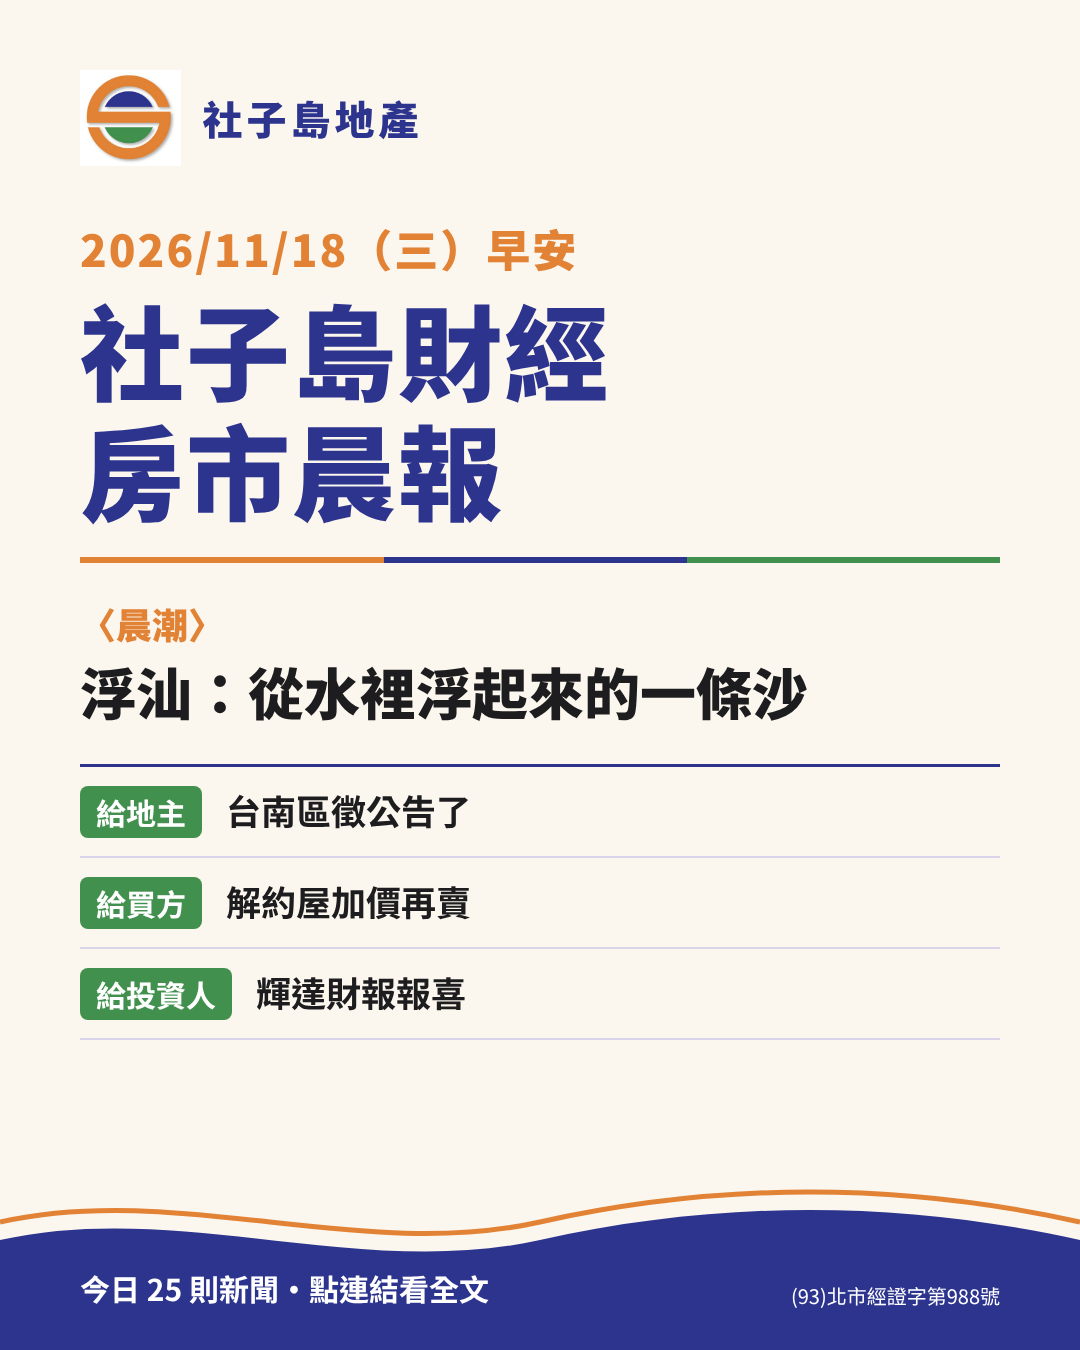 社子島地產
2026/11/18（三）早安
社子島財經
房市晨報
〈晨潮〉
浮汕：從水裡浮起來的一條沙
給地主 台南區徵公告了
給買方 解約屋加價再賣
給投資人 輝達財報報喜
今日 25 則新聞・點連結看全文
(93)北市經證字第988號